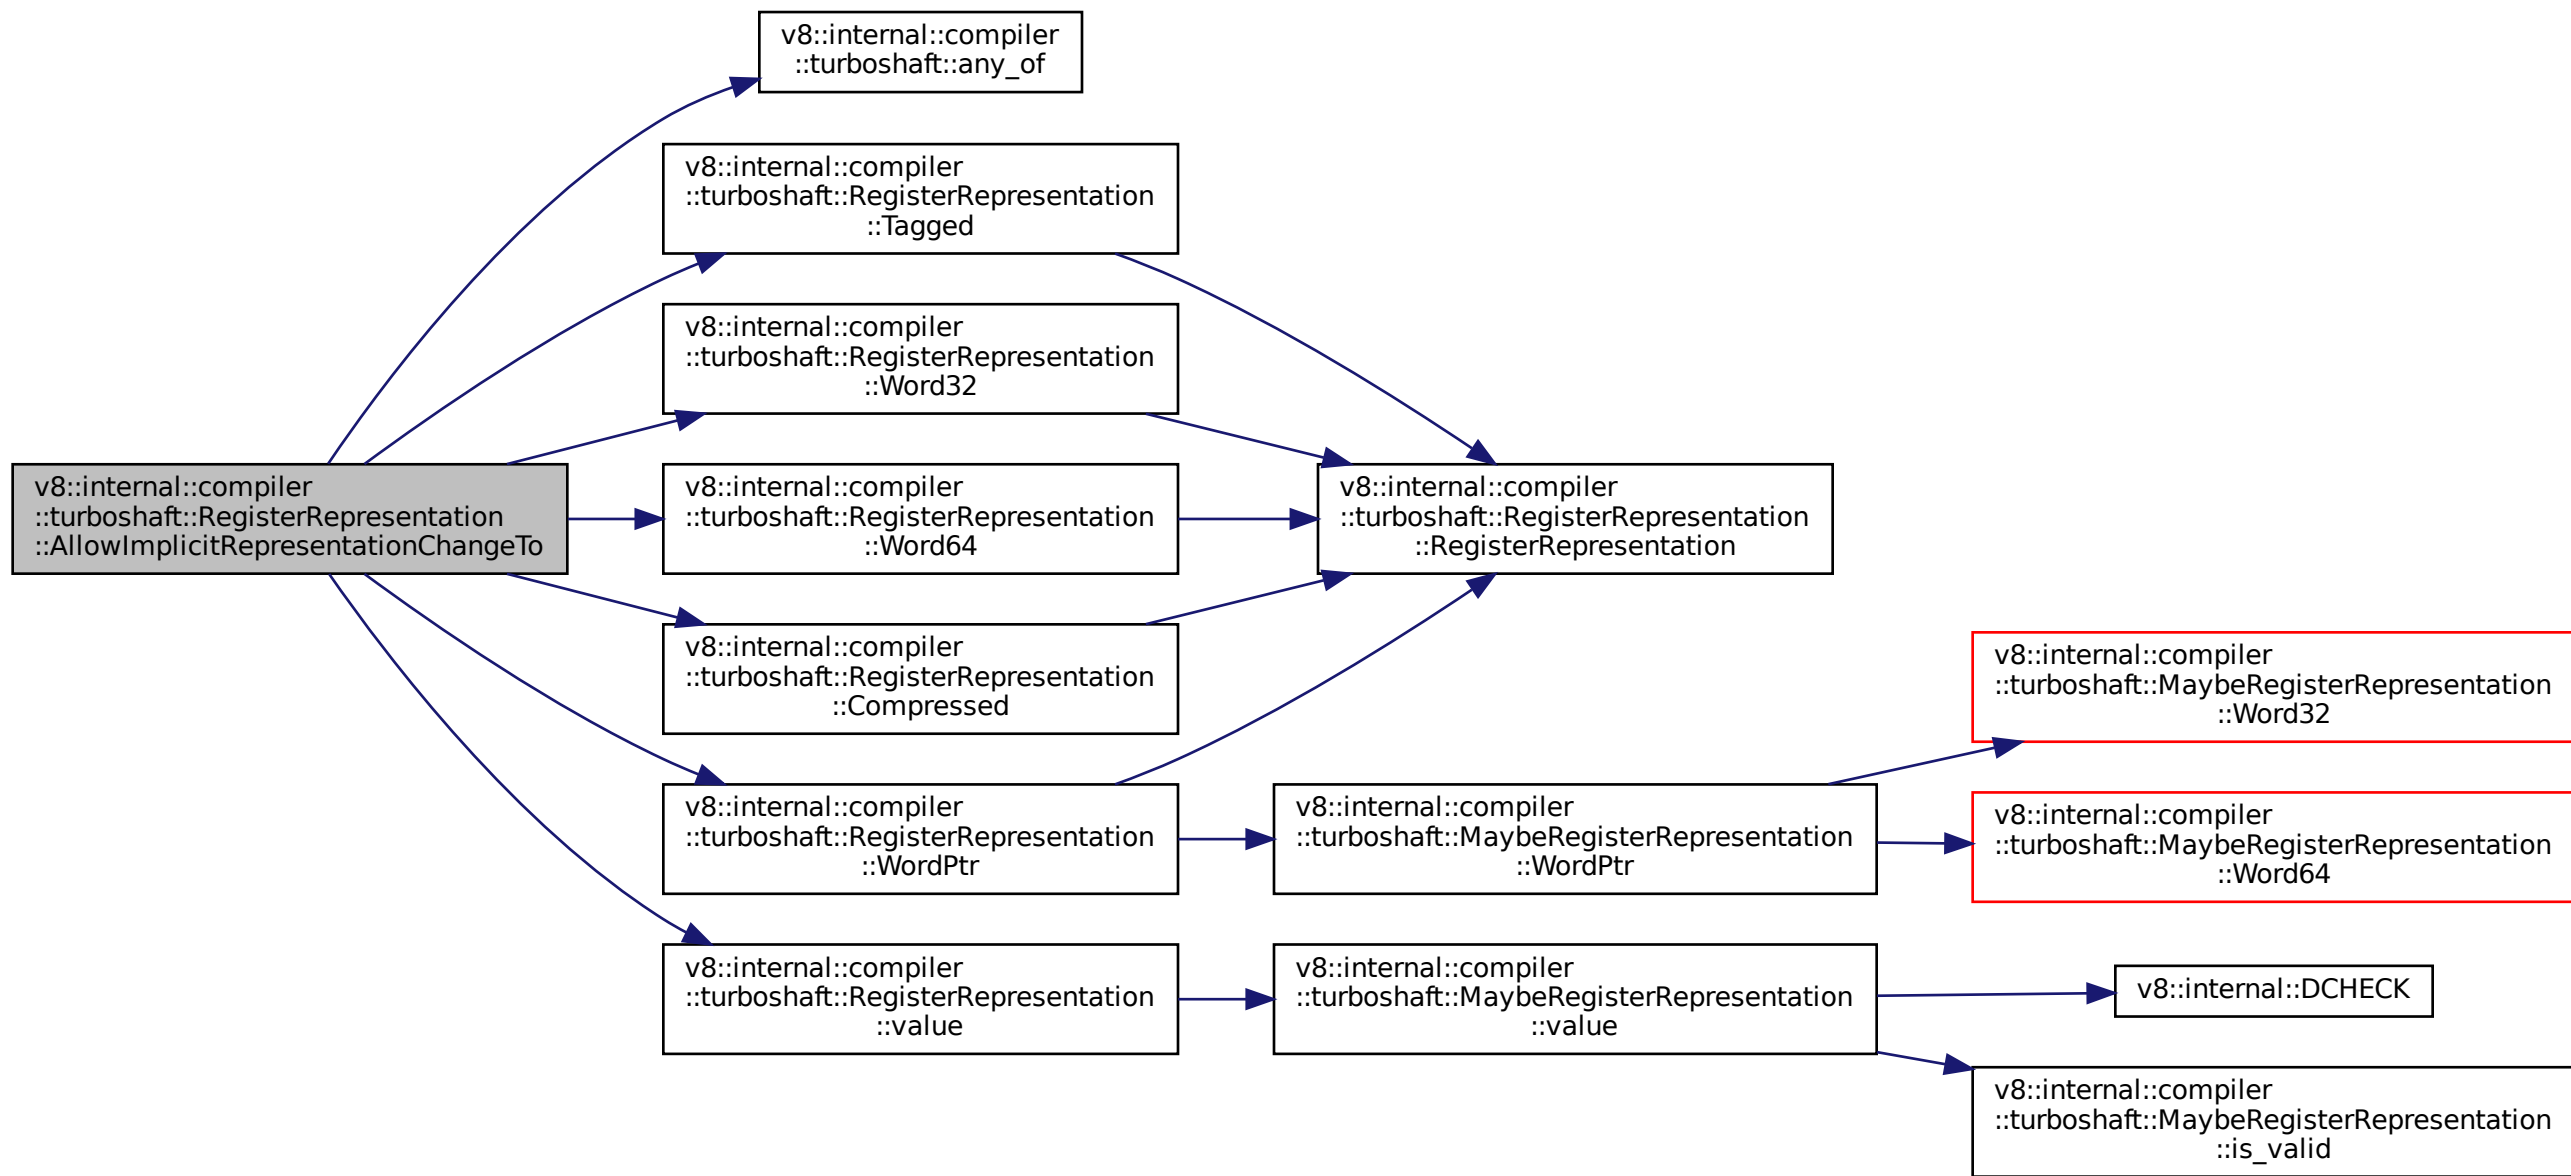 v8::internal::compiler
::turboshaft::any_of
v8::internal::compiler
::turboshaft::RegisterRepresentation
::Tagged
v8::internal::compiler
::turboshaft::RegisterRepresentation
::Word32
v8::internal::compiler
::turboshaft::RegisterRepresentation
::AllowImplicitRepresentationChangeTo
v8::internal::compiler
::turboshaft::RegisterRepresentation
::Word64
v8::internal::compiler
::turboshaft::RegisterRepresentation
::RegisterRepresentation
v8::internal::compiler
::turboshaft::RegisterRepresentation
::Compressed
v8::internal::compiler
::turboshaft::MaybeRegisterRepresentation
::Word32
v8::internal::compiler
::turboshaft::RegisterRepresentation
::WordPtr
v8::internal::compiler
::turboshaft::MaybeRegisterRepresentation
::WordPtr
v8::internal::compiler
::turboshaft::MaybeRegisterRepresentation
::Word64
v8::internal::compiler
::turboshaft::RegisterRepresentation
::value
v8::internal::compiler
::turboshaft::MaybeRegisterRepresentation
::value
v8::internal::DCHECK
v8::internal::compiler
::turboshaft::MaybeRegisterRepresentation
::is_valid